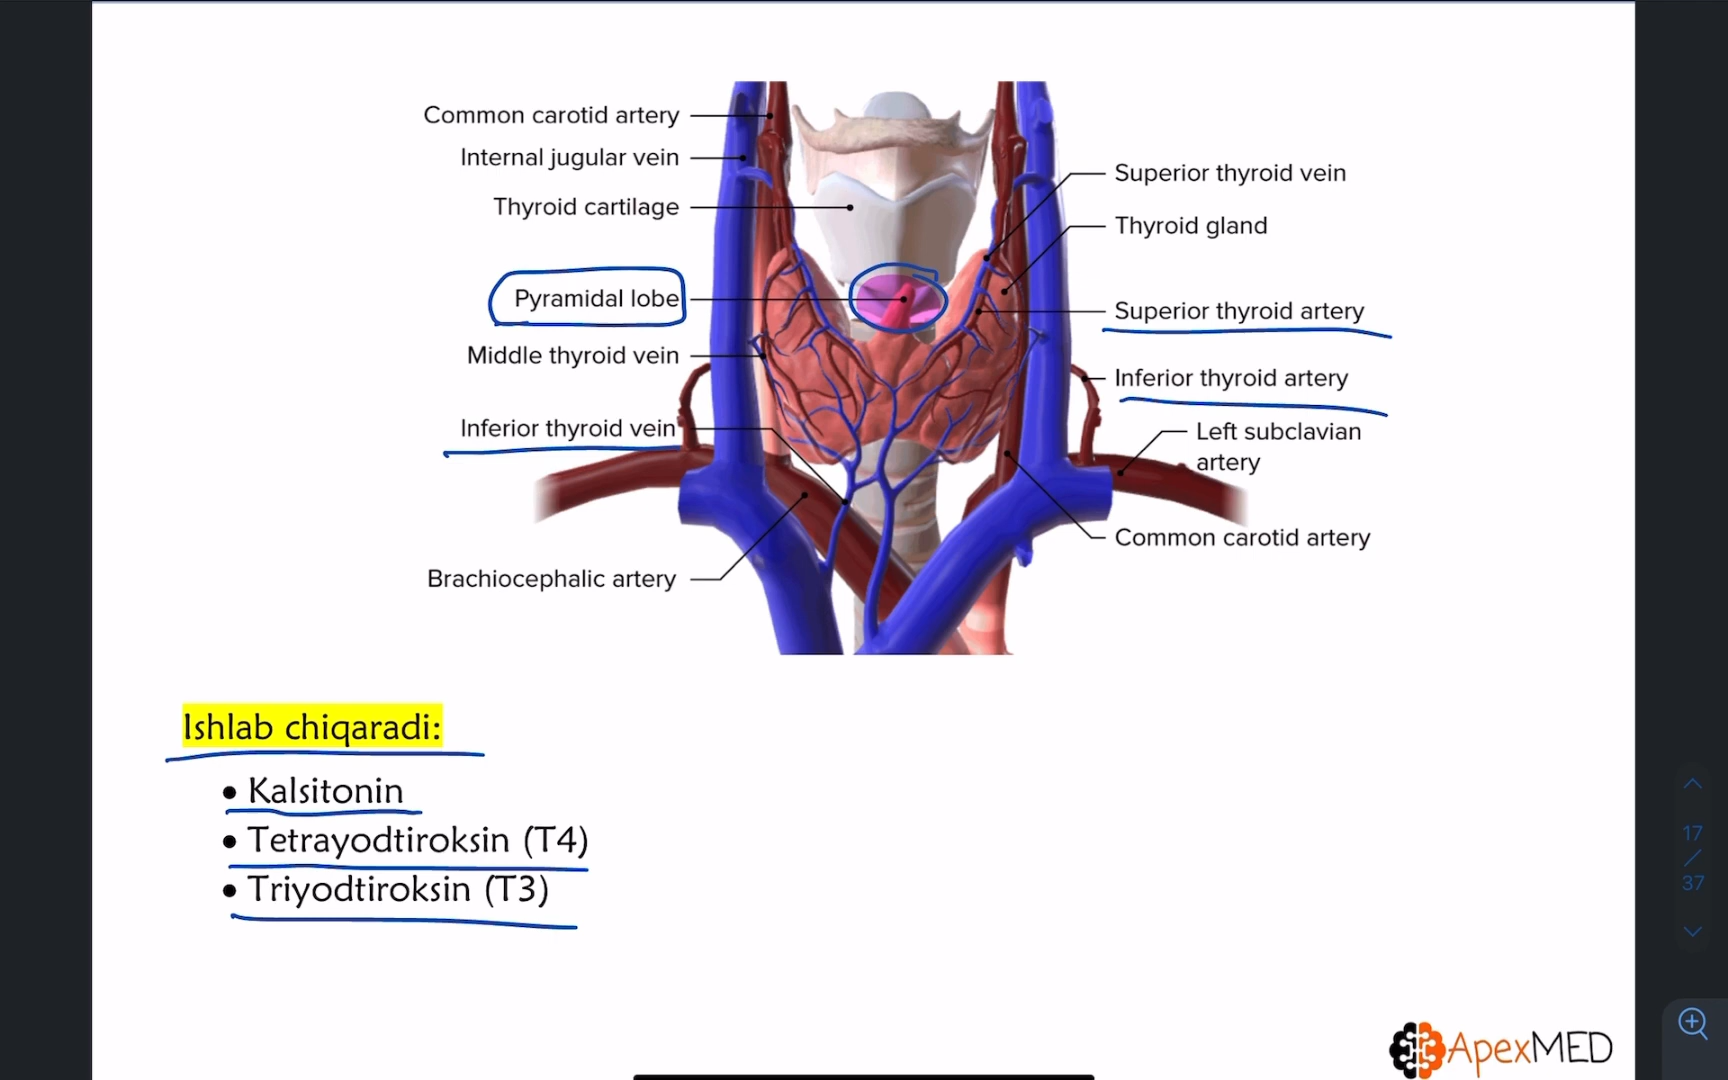 Common carotid artery
Internal jugular vein
Thyroid cartilage
Pyramidal lobe
Middle thyroid vein
Inferior thyroid vein
Brachiocephalic artery
Superior thyroid vein
Thyroid gland
Superior thyroid artery
Inferior thyroid artery
Left subclavian
artery
Common carotid artery
Ishlab chiqaradi:
• Kalsitonin
• Tetrayodtiroksin (T4)
• Triyodtiroksin (T3)
17
/
37
ApexMED